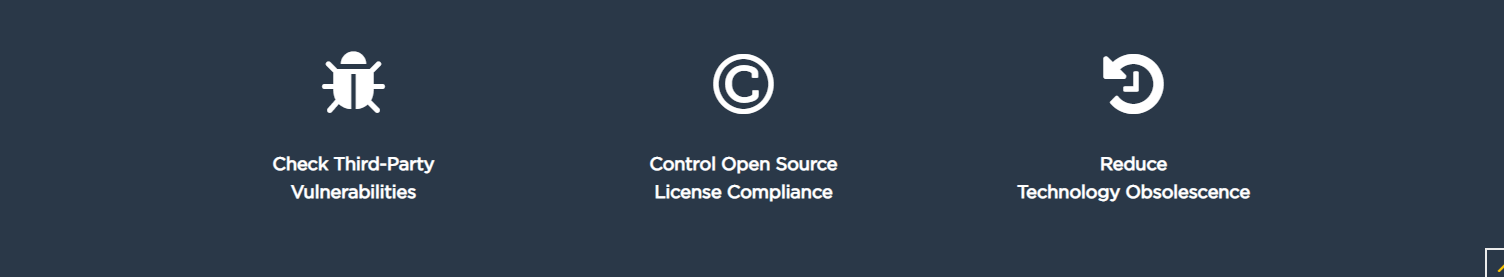 Check Third-Party
Vulnerabilities
Control Open Source
License Compliance
Reduce
Technology Obsolescence